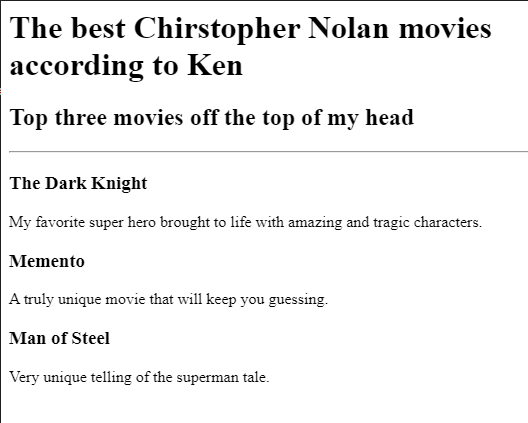 The best Chirstopher Nolan movies
according to Ken
Top three movies off the top of my head
The Dark Knight
My favorite super hero brought to life with amazing and tragic characters.
Memento
A truly unique movie that will keep you guessing.
Man of Steel
Very unique telling of the superman tale.